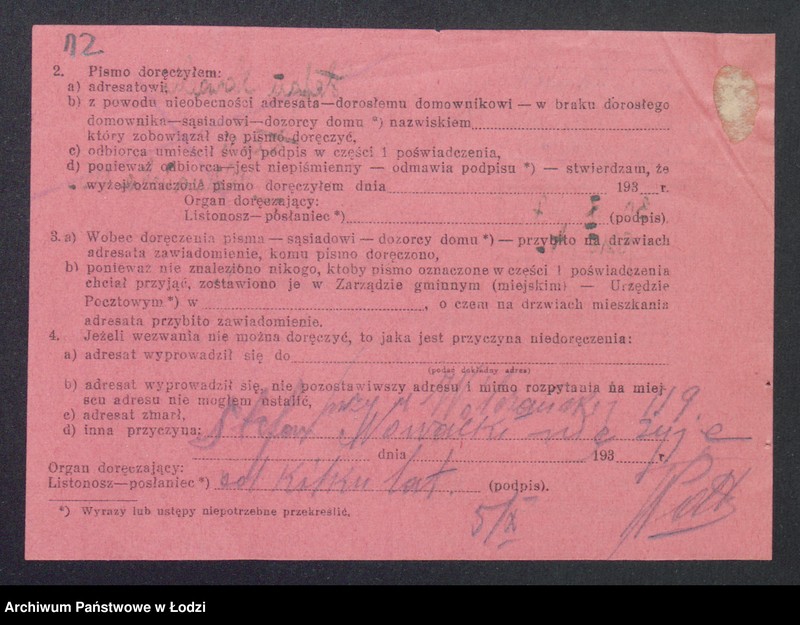 112
2. Pismo doręczyłem:
a) adresatowi,
b) z powodu nieobecności adresata—dorosłemu domownikowi — w braku dorosłego
domownika—sąsiadowi—dozorcy domu *) nazwiskiem
który zobowiązał się pismo doręczyć,
c) odbiorca umieścił swój podpis w części 1 poświadczenia,
d) ponieważ odbiorca—jest niepiśmienny — odmawia podpisu *) — stwierdzam, że
wyżej oznaczone pismo doręczyłem dnia 193 r.
Organ doręczający:
Listonosz—posłaniec *) (podpis).
3. a) Wobec doręczenia pisma — sąsiadowi — dozorcy domu *) — przybito na drzwiach
adresata zawiadomienie, komu pismo doręczono,
b) ponieważ nie znaleziono nikogo, ktoby pismo oznaczone w części 1 poświadczenia
chciał przyjąć, zostawiono je w Zarządzie gminnym (miejskim) — Urzędzie
Pocztowym *) w , o czem na drzwiach mieszkania
adresata przybito zawiadomienie.
4. Jeżeli wezwania nie można doręczyć, to jaka jest przyczyna niedoręczenia:
a) adresat wyprowadził się do
(podać dokładny adres)
b) adresat wyprowadził się, nie pozostawiwszy adresu i mimo rozpytania na miej-
scu adresu nie mogłem ustalić,
przy 119
c) adresat zmarł,
d) inna przyczyna: Stefan Nowacki nie żyje
dnia 193 r.
Organ doręczający:
Listonosz—posłaniec *) od kilku lat, (podpis).
*) Wyrazy lub ustępy niepotrzebne przekreślić.
5/X
Archiwum Państwowe w Łodzi